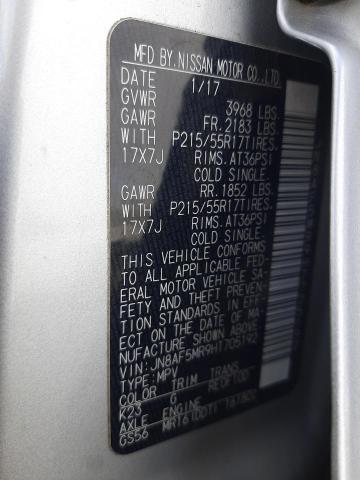 MFD BY.NISSAN MOTOR CO.,LTD.
1/17
GVWR 3968 LBS.
GAWR FR.2183 LBS.
WITH P215/55R17TIRES,
17X7J RIMS.AT36PSI
COLD SINGLE.
GAWR RR.1852 LBS.
WITH P215/55R17TIRES,
17X7J RIMS.AT36PSI
COLD SINGLE.
THIS VEHICLE CONFORMS
TO ALL APPLICABLE FED-
ERAL MOTOR VEHICLE SA-
FETY AND THEFT PREVEN-
TION STANDARDS IN EFF-
ECT ON THE DATE OF MA-
NUFACTURE SHOWN ABOVE.
VIN:JN8AF5MR9HT705192
TYPE:MPV
COLOR TRIM TRANS
K23 G
AXLE ENGINE
GS56